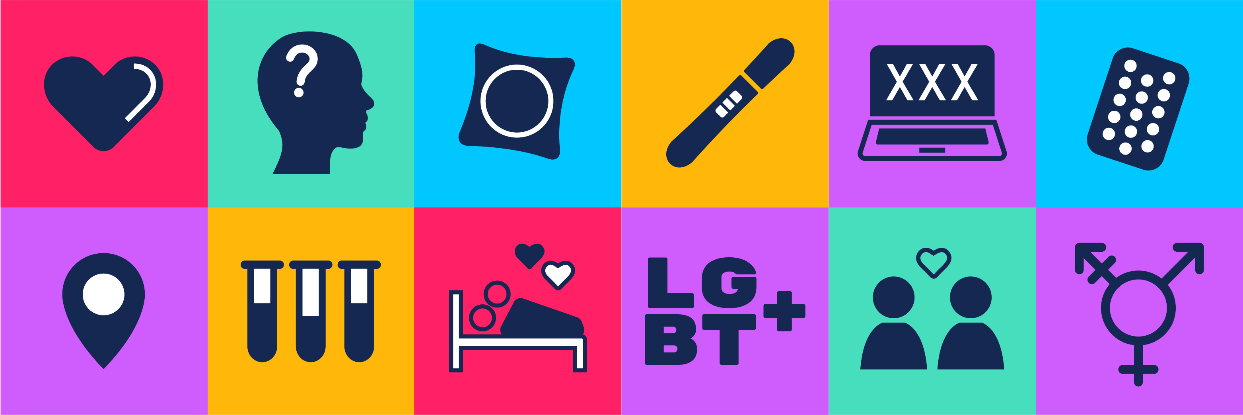 ?
XXX
LG
BT+